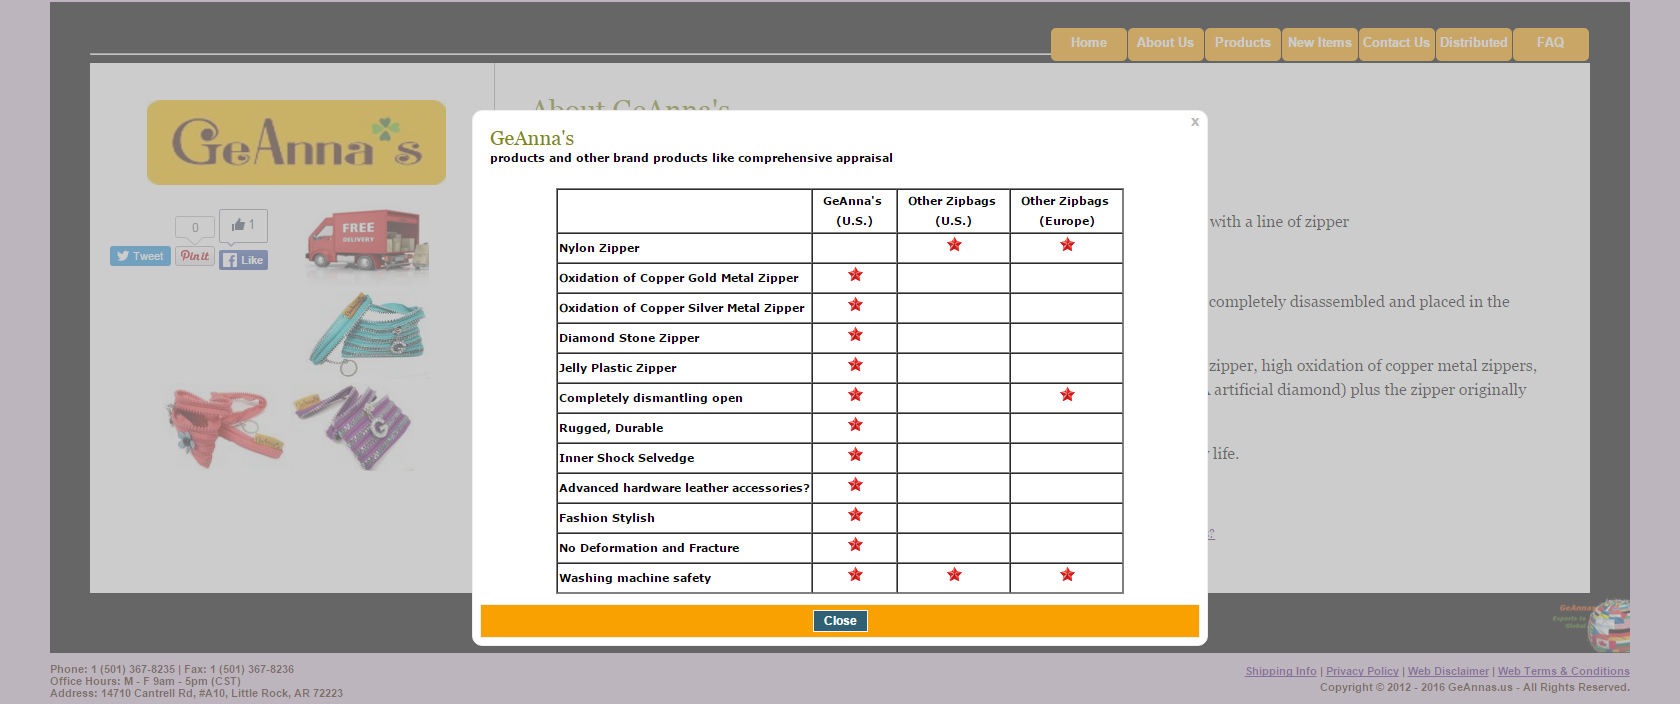 Home About Us Products New Items Contact Us Distributed FAQ
About GeAnna's
GeAnna's
0
1
Tweet Pin it Like
FREE
DELIVERY
with a line of zipper
completely disassembled and placed in the
zipper, high oxidation of copper metal zippers,
artificial diamond) plus the zipper originally
life.
x
GeAnna's
products and other brand products like comprehensive appraisal
GeAnna's (U.S.) Other Zipbags (U.S.) Other Zipbags (Europe)
Nylon Zipper
Oxidation of Copper Gold Metal Zipper
Oxidation of Copper Silver Metal Zipper
Diamond Stone Zipper
Jelly Plastic Zipper
Completely dismantling open
Rugged, Durable
Inner Shock Selvedge
Advanced hardware leather accessories?
Fashion Stylish
No Deformation and Fracture
Washing machine safety
Close
GeAnnas
Exports to
Global
Phone: 1 (501) 367-8235 | Fax: 1 (501) 367-8236
Office Hours: M - F 9am - 5pm (CST)
Address: 14710 Cantrell Rd, #A10, Little Rock, AR 72223
Shipping Info | Privacy Policy | Web Disclaimer | Web Terms & Conditions
Copyright © 2012 - 2016 GeAnnas.us - All Rights Reserved.